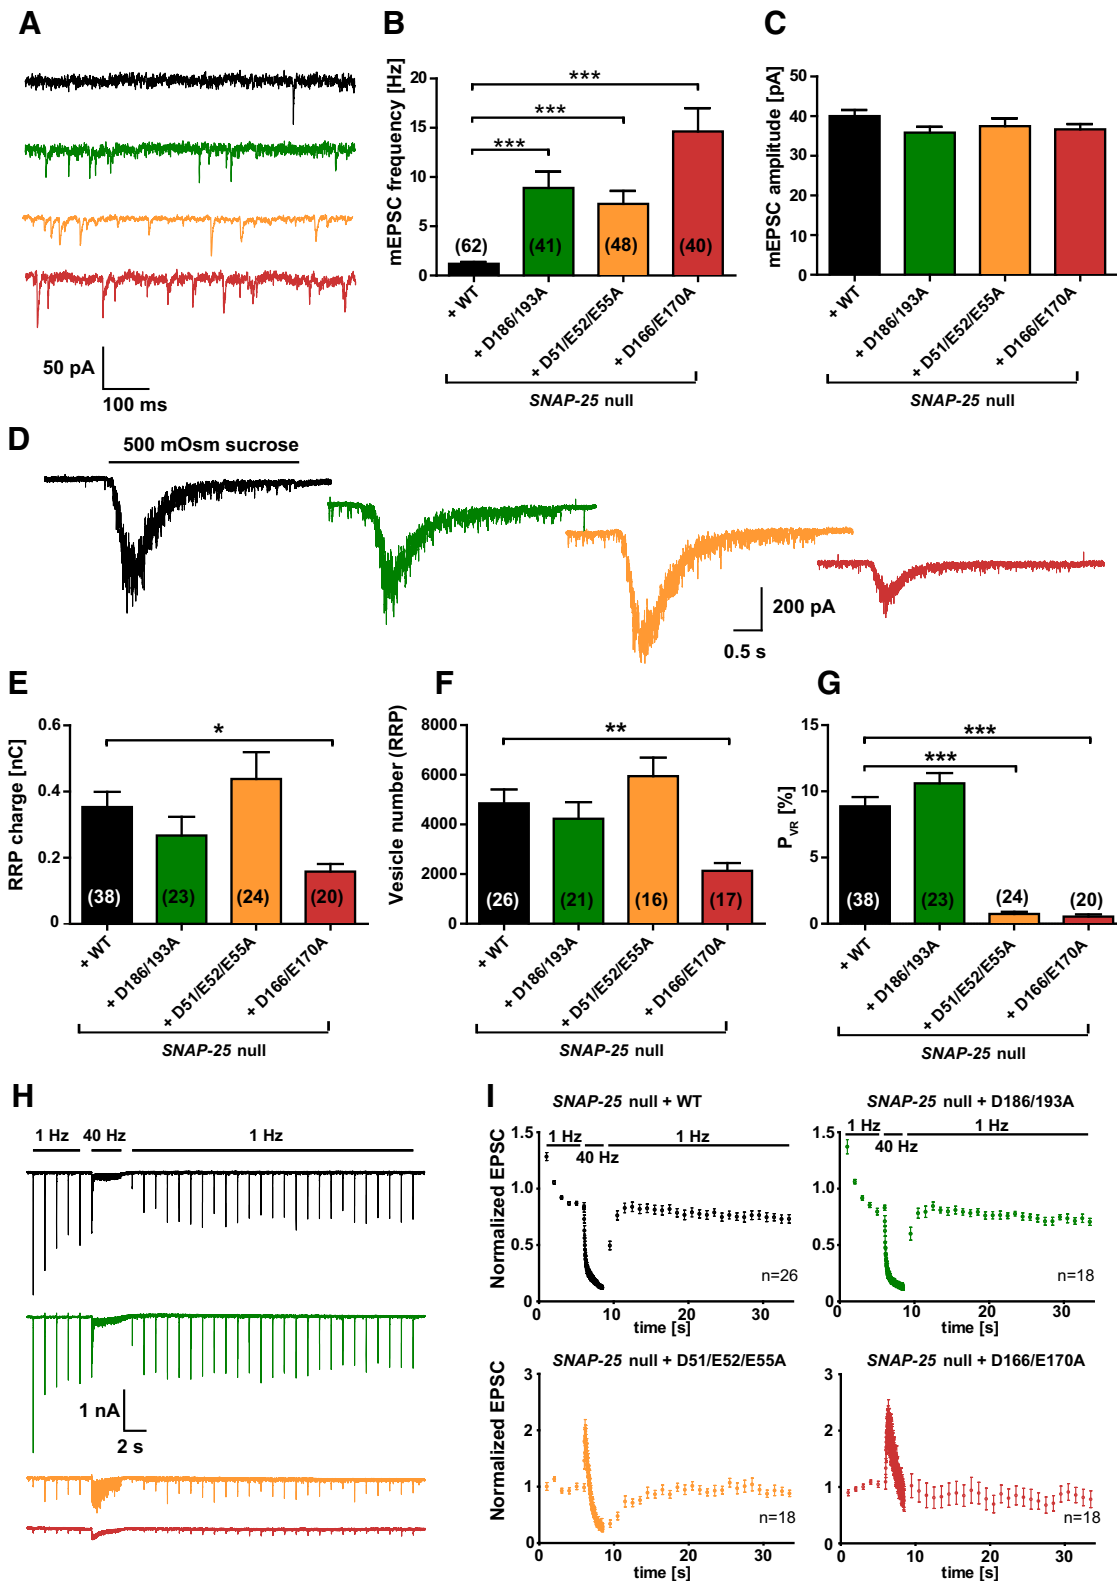 A
50 pA
100 ms
B
mEPSC frequency [Hz]
20
15
10
5
0
***
***
***
(62)
(41)
(48)
(40)
+ WT
+ D186/193A
+ D51/E52/E55A
+ D166/E170A
SNAP-25 null
C
mEPSC amplitude [pA]
50
40
30
20
10
0
+ WT
+ D186/193A
+ D51/E52/E55A
+ D166/E170A
SNAP-25 null
D
500 mOsm sucrose
200 pA
0.5 s
E
RRP charge [nC]
0.6
0.4
0.2
0
*
(38)
(23)
(24)
(20)
+ WT
+ D186/193A
+ D51/E52/E55A
+ D166/E170A
SNAP-25 null
F
Vesicle number (RRP)
8000
6000
4000
2000
0
**
(26)
(21)
(16)
(17)
+ WT
+ D186/193A
+ D51/E52/E55A
+ D166/E170A
SNAP-25 null
G
PVR [%]
15
10
5
0
***
***
(38)
(23)
(24)
(20)
+ WT
+ D186/193A
+ D51/E52/E55A
+ D166/E170A
SNAP-25 null
H
1 Hz 40 Hz 1 Hz
1 nA
2 s
I
SNAP-25 null + WT
Normalized EPSC
1.5
1.0
0.5
0
1 Hz
40 Hz
1 Hz
n=26
0 10 20 30
time [s]
SNAP-25 null + D186/193A
1.5
1.0
0.5
0
1 Hz
40 Hz
1 Hz
n=18
0 10 20 30
time [s]
SNAP-25 null + D51/E52/E55A
Normalized EPSC
3
2
1
0
n=18
0 10 20 30
time [s]
SNAP-25 null + D166/E170A
3
2
1
0
n=18
0 10 20 30
time [s]